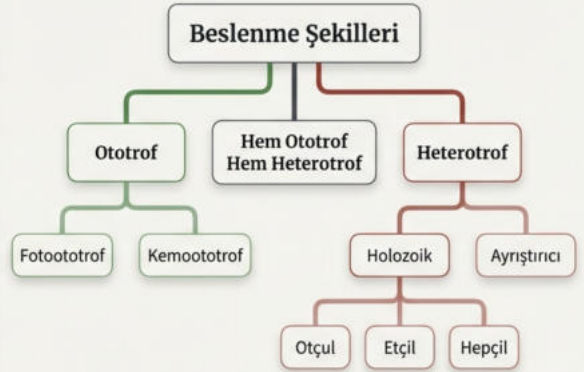 Beslenme Şekilleri
Ototrof
Hem Ototrof
Hem Heterotrof
Heterotrof
Fotoototrof
Kemoototrof
Holozoik
Ayrıştırıcı
Otçul
Etçil
Hepçil